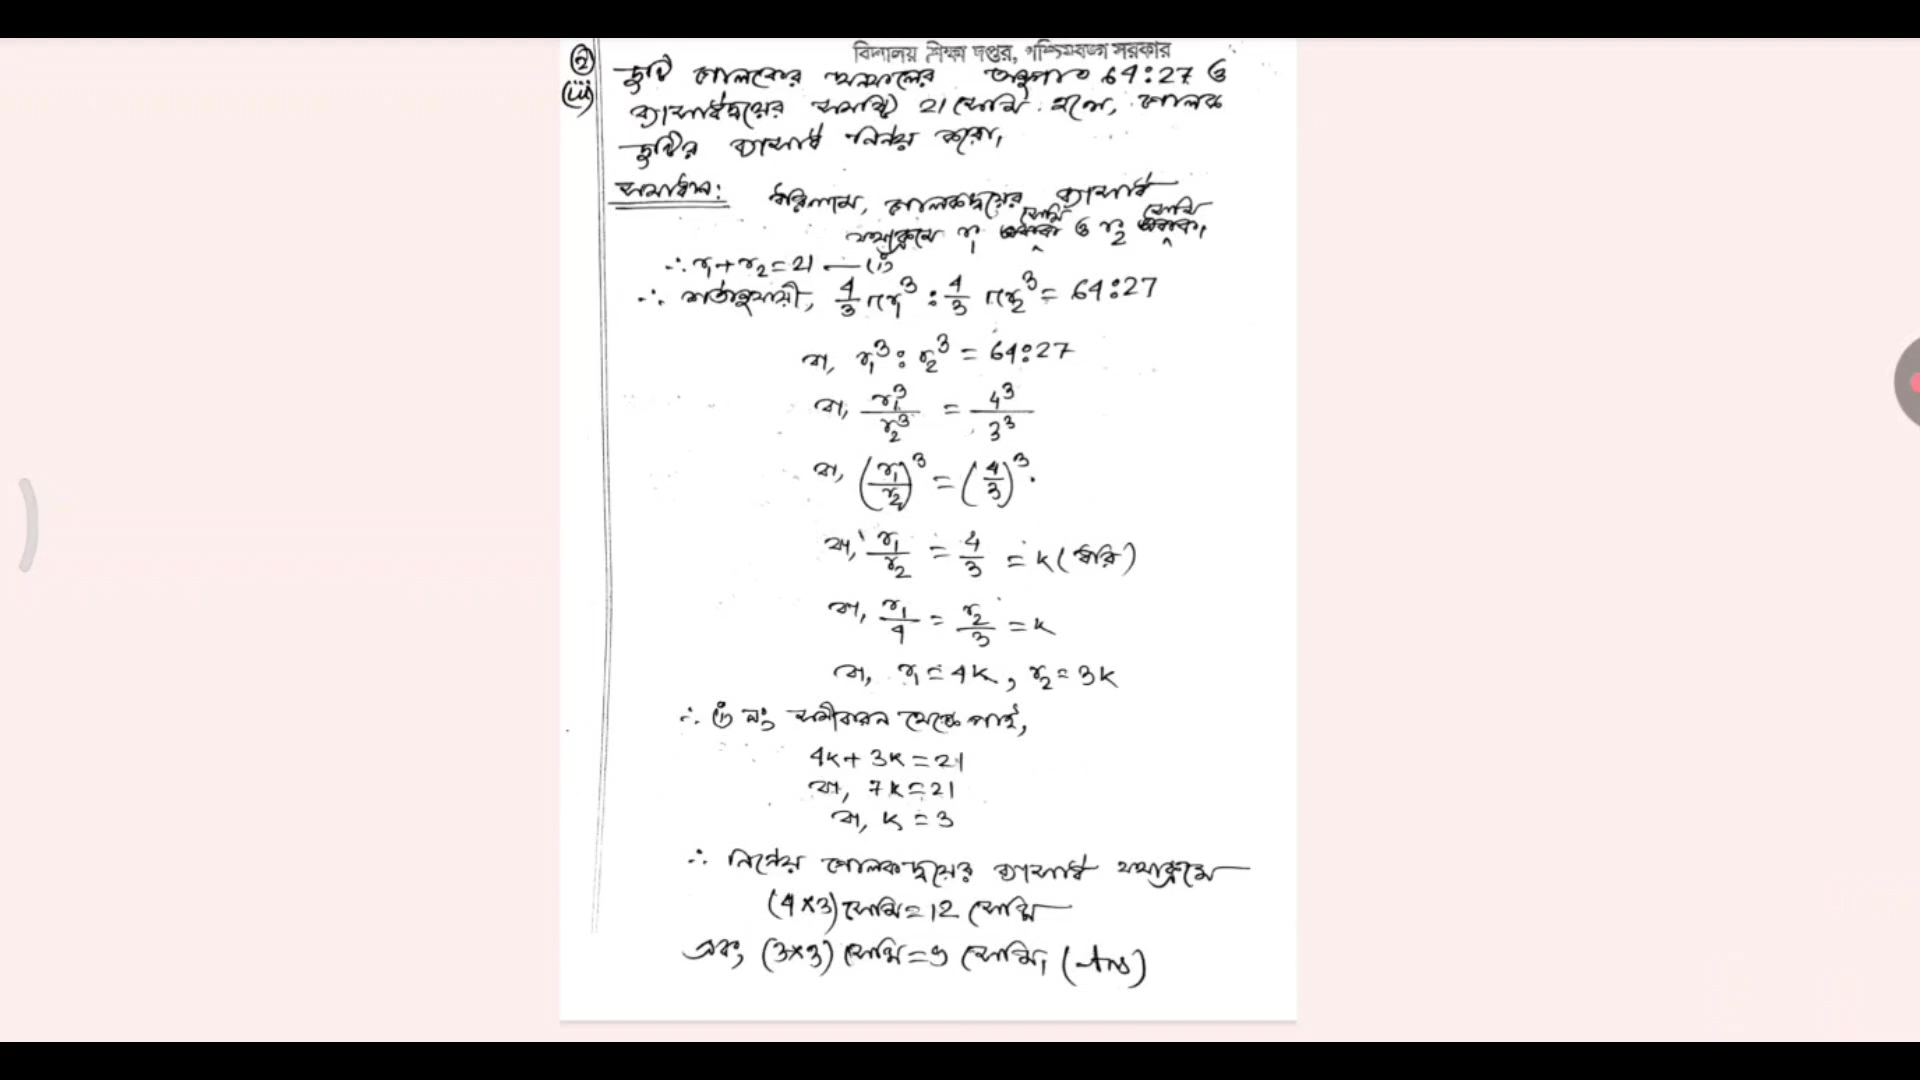 বিদ্যালয় শিক্ষা দপ্তর, পশ্চিমবঙ্গ সরকার
② দুটি গোলকের ঘনফলের অনুপাত 64:27 ও
(iii) ব্যাসার্ধদ্বয়ের সমষ্টি 21 সেমি. হলে, গোলক
দুটির ব্যাসার্ধ নির্ণয় করো।
সমাধান: ধরিলাম, গোলকদ্বয়ের ব্যাসার্ধ
সেমি সেমি
যথাক্রমে r₁ একক ও r₂ একক।
∴ r₁+r₂=21 —(i)
∴ শর্তানুযায়ী, 4/3 πr₁³ : 4/3 πr₂³ = 64:27
বা, r₁³ : r₂³ = 64:27
বা, r₁³/r₂³ = 4³/3³
বা, (r₁/r₂)³ = (4/3)³.
বা, r₁/r₂ = 4/3 = k (ধরি)
বা, r₁/4 = r₂/3 = k
বা, r₁=4k, r₂=3k
∴ (i) নং সমীকরন থেকে পাই,
4k+3k=21
বা, 7k=21
বা, k=3
∴ নির্ণেয় গোলকদ্বয়ের ব্যাসার্ধ যথাক্রমে
(4×3) সেমি=12 সেমি
এবং (3×3) সেমি=9 সেমি। (Ans)